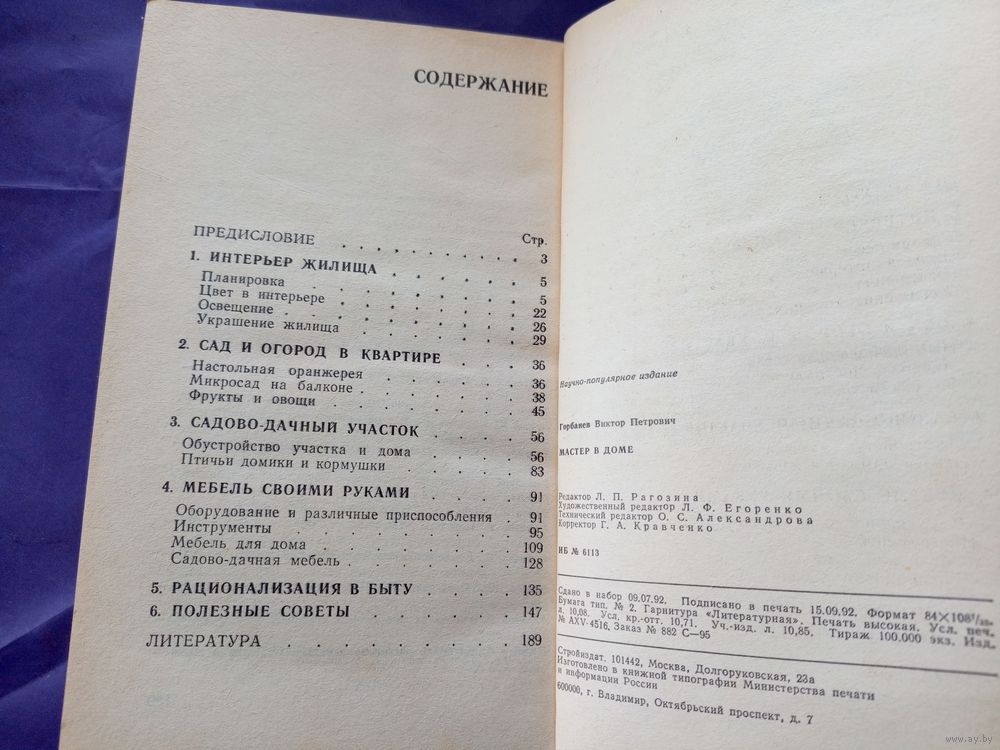 СОДЕРЖАНИЕ
Стр.
ПРЕДИСЛОВИЕ . . . . . . . . . 3
1. ИНТЕРЬЕР ЖИЛИЩА . . . . . . 5
Планировка . . . . . . . . 5
Цвет в интерьере . . . . . . . 22
Освещение . . . . . . . . . 26
Украшение жилища . . . . . . 29
2. САД И ОГОРОД В КВАРТИРЕ . . . 36
Настольная оранжерея . . . . . 36
Микросад на балконе . . . . . . 38
Фрукты и овощи . . . . . . . 45
3. САДОВО-ДАЧНЫЙ УЧАСТОК . . . . 56
Обустройство участка и дома . . . . 56
Птичьи домики и кормушки . . . . 83
4. МЕБЕЛЬ СВОИМИ РУКАМИ . . . . 91
Оборудование и различные приспособления . 91
Инструменты . . . . . . . . 95
Мебель для дома . . . . . . . 109
Садово-дачная мебель . . . . . . 128
5. РАЦИОНАЛИЗАЦИЯ В БЫТУ . . . . 135
6. ПОЛЕЗНЫЕ СОВЕТЫ . . . . . . 147
ЛИТЕРАТУРА . . . . . . . . 189
Научно-популярное издание
Горбанев Виктор Петрович
МАСТЕР В ДОМЕ
Редактор Л. П. Рагозина
Художественный редактор Л. Ф. Егоренко
Технический редактор О. С. Александрова
Корректор Г. А. Кравченко
ИБ № 6113
Сдано в набор 09.07.92. Подписано в печать 15.09.92. Формат 84×108¹/₃₂.
Бумага тип. № 2. Гарнитура «Литературная». Печать высокая. Усл. печ.
л. 10,08. Усл. кр.-отт. 10,71. Уч.-изд. л. 10,85. Тираж 100.000 экз. Изд.
№ AXV-4516. Заказ № 882 С—95
Стройиздат. 101442, Москва, Долгоруковская, 23а
Изготовлено в книжной типографии Министерства печати
и информации России
600000, г. Владимир, Октябрьский проспект, д. 7
www.ay.by